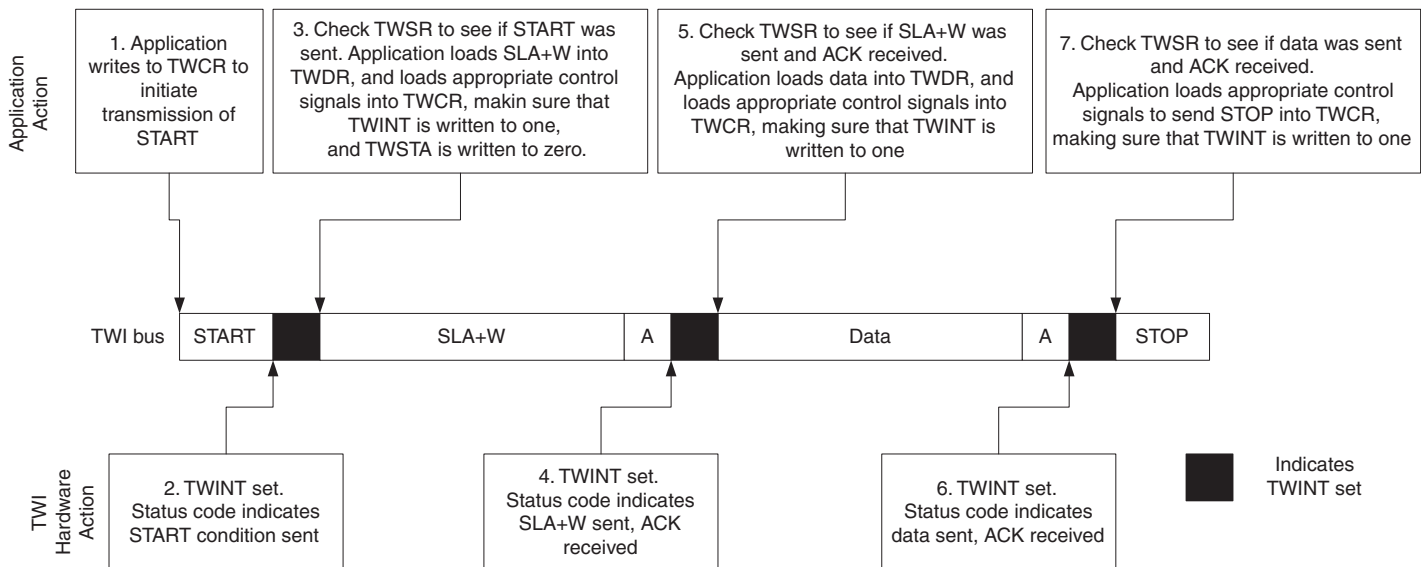 Application
Action
1. Application
writes to TWCR to
initiate
transmission of
START
3. Check TWSR to see if START was
sent. Application loads SLA+W into
TWDR, and loads appropriate control
signals into TWCR, makin sure that
TWINT is written to one,
and TWSTA is written to zero.
5. Check TWSR to see if SLA+W was
sent and ACK received.
Application loads data into TWDR, and
loads appropriate control signals into
TWCR, making sure that TWINT is
written to one
7. Check TWSR to see if data was sent
and ACK received.
Application loads appropriate control
signals to send STOP into TWCR,
making sure that TWINT is written to one
TWI bus
START
SLA+W
A
Data
A
STOP
TWI
Hardware
Action
2. TWINT set.
Status code indicates
START condition sent
4. TWINT set.
Status code indicates
SLA+W sent, ACK
received
6. TWINT set.
Status code indicates
data sent, ACK received
Indicates
TWINT set